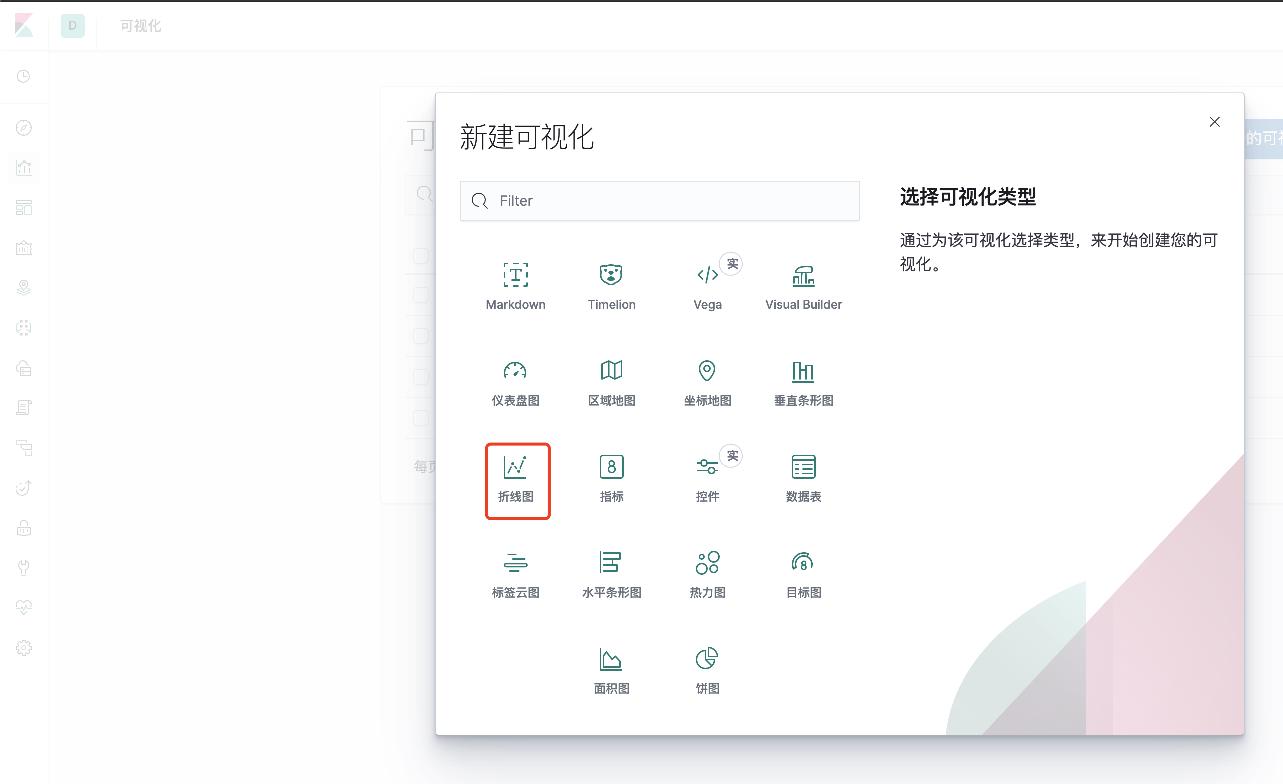 D
可视化
可
的可视
新建可视化
Filter
选择可视化类型
通过为该可视化选择类型，来开始创建您的可
视化。
实
Markdown
Timelion
Vega
Visual Builder
仪表盘图
区域地图
坐标地图
垂直条形图
8
实
折线图
指标
控件
数据表
每页
8
标签云图
水平条形图
热力图
目标图
面积图
饼图